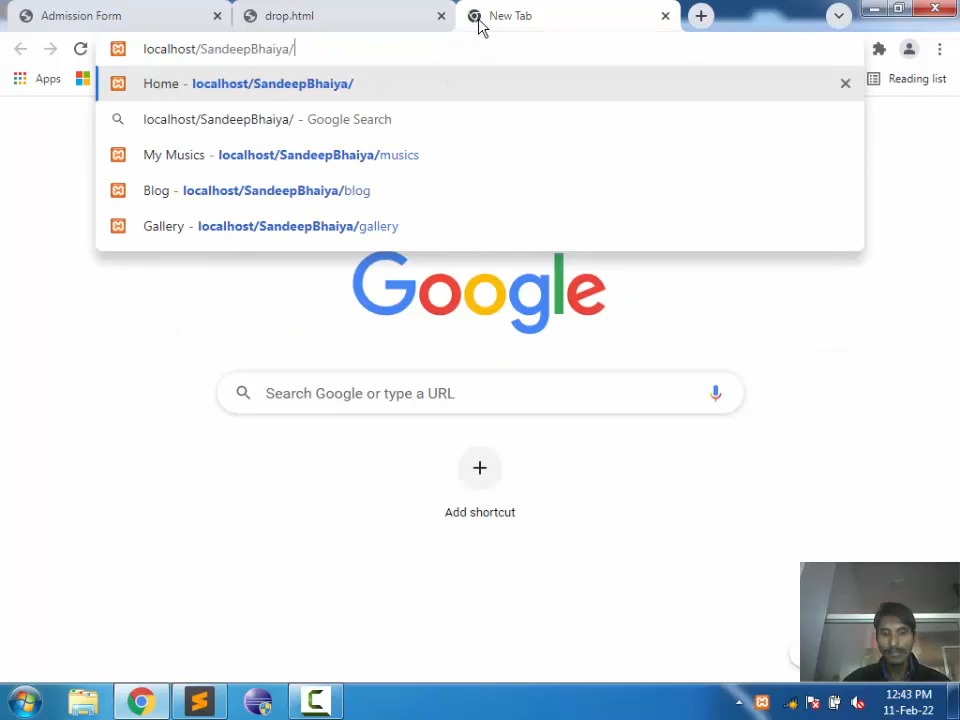 Admission Form
drop.html
New Tab
localhost/SandeepBhaiya/
Apps
Reading list
Home - localhost/SandeepBhaiya/
localhost/SandeepBhaiya/ - Google Search
My Musics - localhost/SandeepBhaiya/musics
Blog - localhost/SandeepBhaiya/blog
Gallery - localhost/SandeepBhaiya/gallery
Google
Search Google or type a URL
Add shortcut
12:43 PM
11-Feb-22